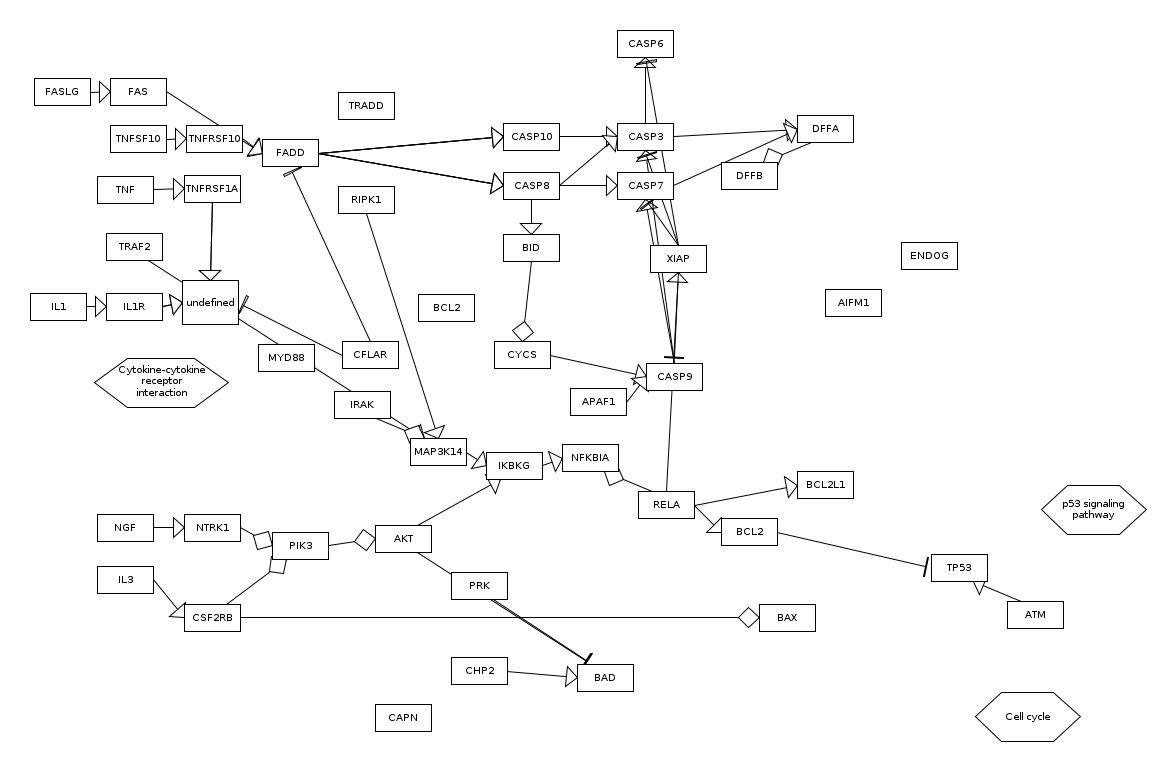 CASP6
FASLG
FAS
TRADD
TNFSF10
TNFRSF10
FADD
CASP10
CASP3
DFFA
TNF
TNFRSF1A
RIPK1
CASP8
CASP7
DFFB
TRAF2
BID
XIAP
ENDOG
IL1
IL1R
undefined
BCL2
AIFM1
MYD88
CFLAR
CYCS
CASP9
Cytokine-cytokine
receptor
interaction
IRAK
APAF1
MAP3K14
IKBKG
NFKBIA
RELA
BCL2L1
p53 signaling
pathway
NGF
NTRK1
PIK3
AKT
BCL2
IL3
PRK
TP53
CSF2RB
BAX
ATM
CHP2
BAD
CAPN
Cell cycle